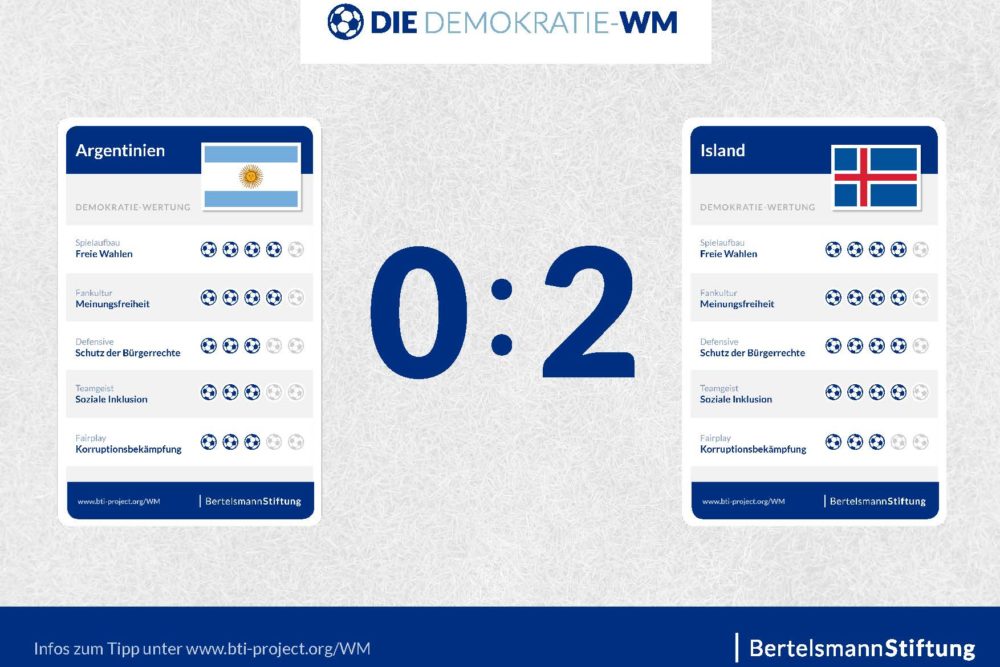 DIE DEMOKRATIE-WM
Argentinien
DEMOKRATIE-WERTUNG
Spielaufbau
Freie Wahlen
Fankultur
Meinungsfreiheit
Defensive
Schutz der Bürgerrechte
Teamgeist
Soziale Inklusion
Fairplay
Korruptionsbekämpfung
www.bti-project.org/WM | BertelsmannStiftung
0:2
Island
DEMOKRATIE-WERTUNG
Spielaufbau
Freie Wahlen
Fankultur
Meinungsfreiheit
Defensive
Schutz der Bürgerrechte
Teamgeist
Soziale Inklusion
Fairplay
Korruptionsbekämpfung
www.bti-project.org/WM | BertelsmannStiftung
Infos zum Tipp unter www.bti-project.org/WM | BertelsmannStiftung